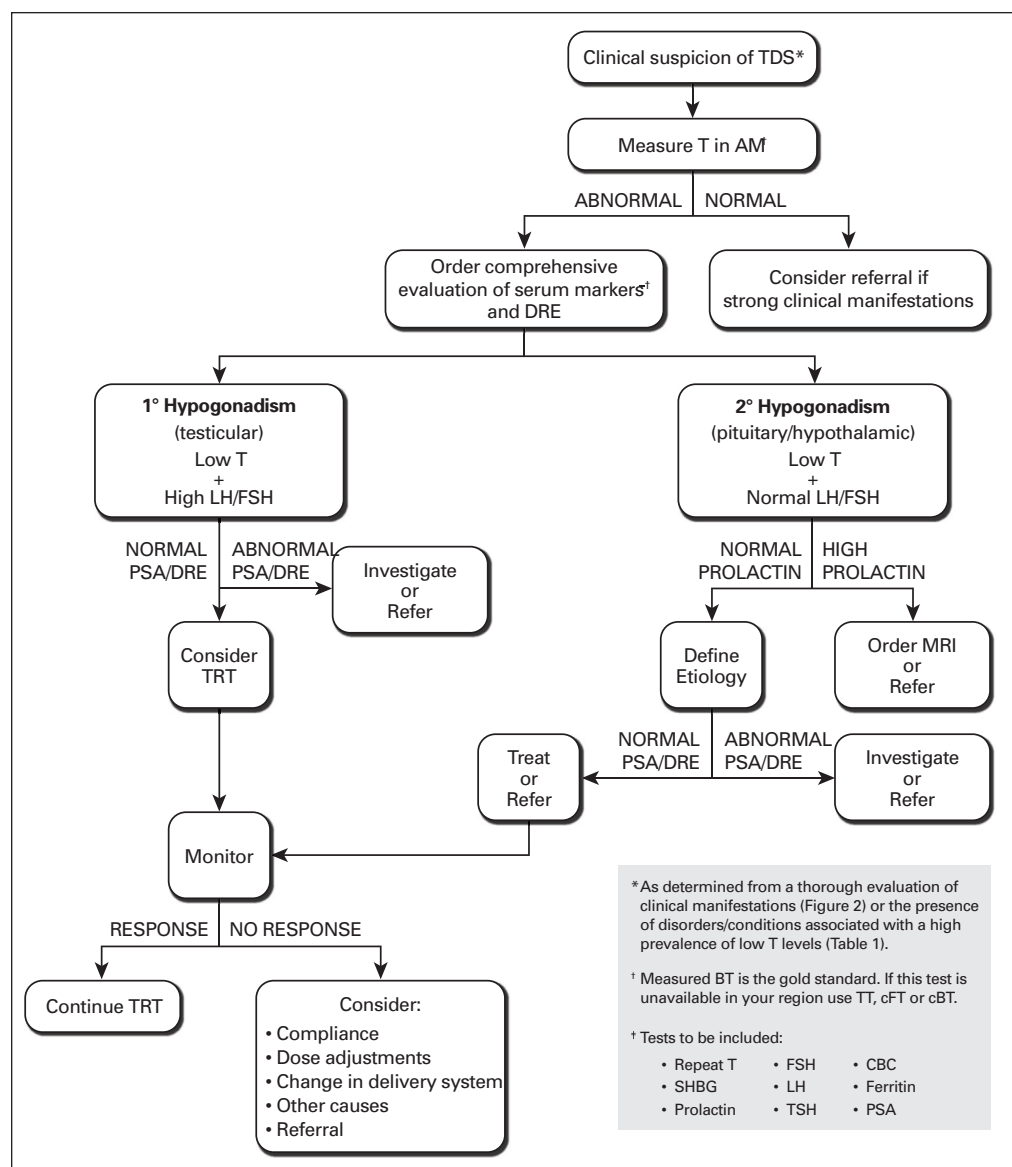 Clinical suspicion of TDS*
Measure T in AM†
ABNORMAL
NORMAL
Order comprehensive
evaluation of serum markers†
and DRE
Consider referral if
strong clinical manifestations
1° Hypogonadism
(testicular)
Low T
+
High LH/FSH
2° Hypogonadism
(pituitary/hypothalamic)
Low T
+
Normal LH/FSH
NORMAL
PSA/DRE
ABNORMAL
PSA/DRE
Investigate
or
Refer
NORMAL
PROLACTIN
HIGH
PROLACTIN
Consider
TRT
Define
Etiology
Order MRI
or
Refer
NORMAL
PSA/DRE
ABNORMAL
PSA/DRE
Treat
or
Refer
Investigate
or
Refer
Monitor
RESPONSE
NO RESPONSE
Continue TRT
Consider:
• Compliance
• Dose adjustments
• Change in delivery system
• Other causes
• Referral
*As determined from a thorough evaluation of
clinical manifestations (Figure 2) or the presence
of disorders/conditions associated with a high
prevalence of low T levels (Table 1).
† Measured BT is the gold standard. If this test is
unavailable in your region use TT, cFT or cBT.
† Tests to be included:
• Repeat T • FSH • CBC
• SHBG • LH • Ferritin
• Prolactin • TSH • PSA